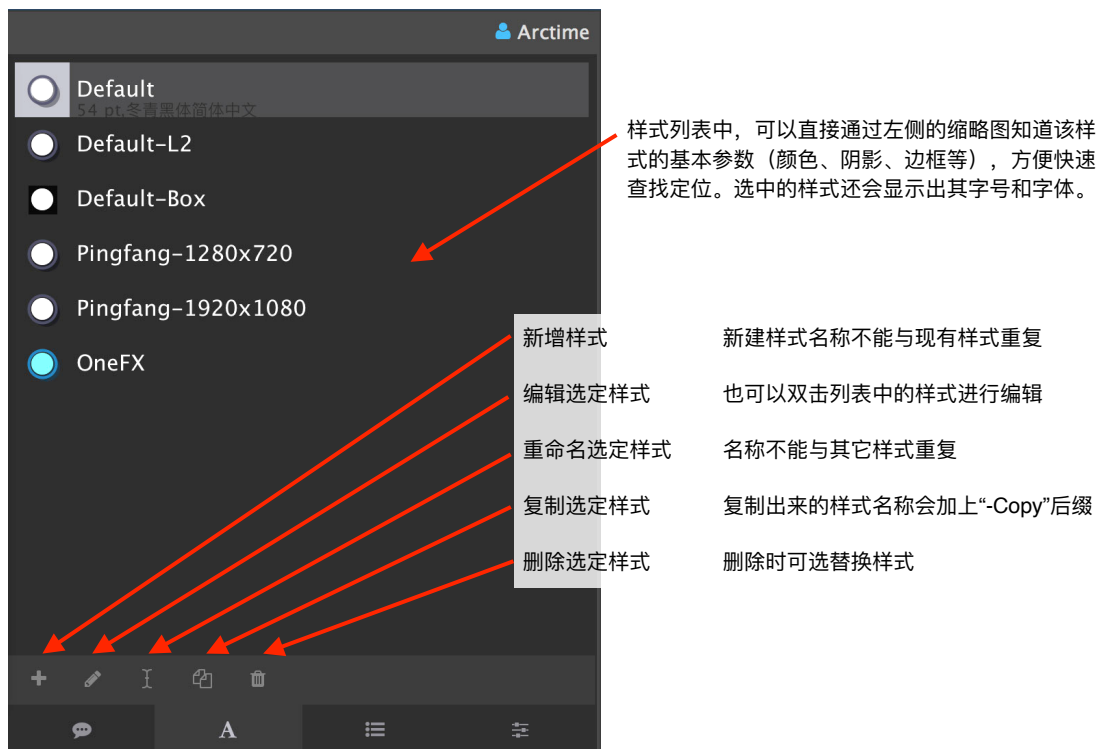 Arctime
Default
54 pt,冬青黑体简体中文
Default-L2
Default-Box
Pingfang-1280x720
Pingfang-1920x1080
OneFX
样式列表中，可以直接通过左侧的缩略图知道该样
式的基本参数（颜色、阴影、边框等），方便快速
查找定位。选中的样式还会显示出其字号和字体。
新增样式 新建样式名称不能与现有样式重复
编辑选定样式 也可以双击列表中的样式进行编辑
重命名选定样式 名称不能与其它样式重复
复制选定样式 复制出来的样式名称会加上“-Copy”后缀
删除选定样式 删除时可选替换样式
A